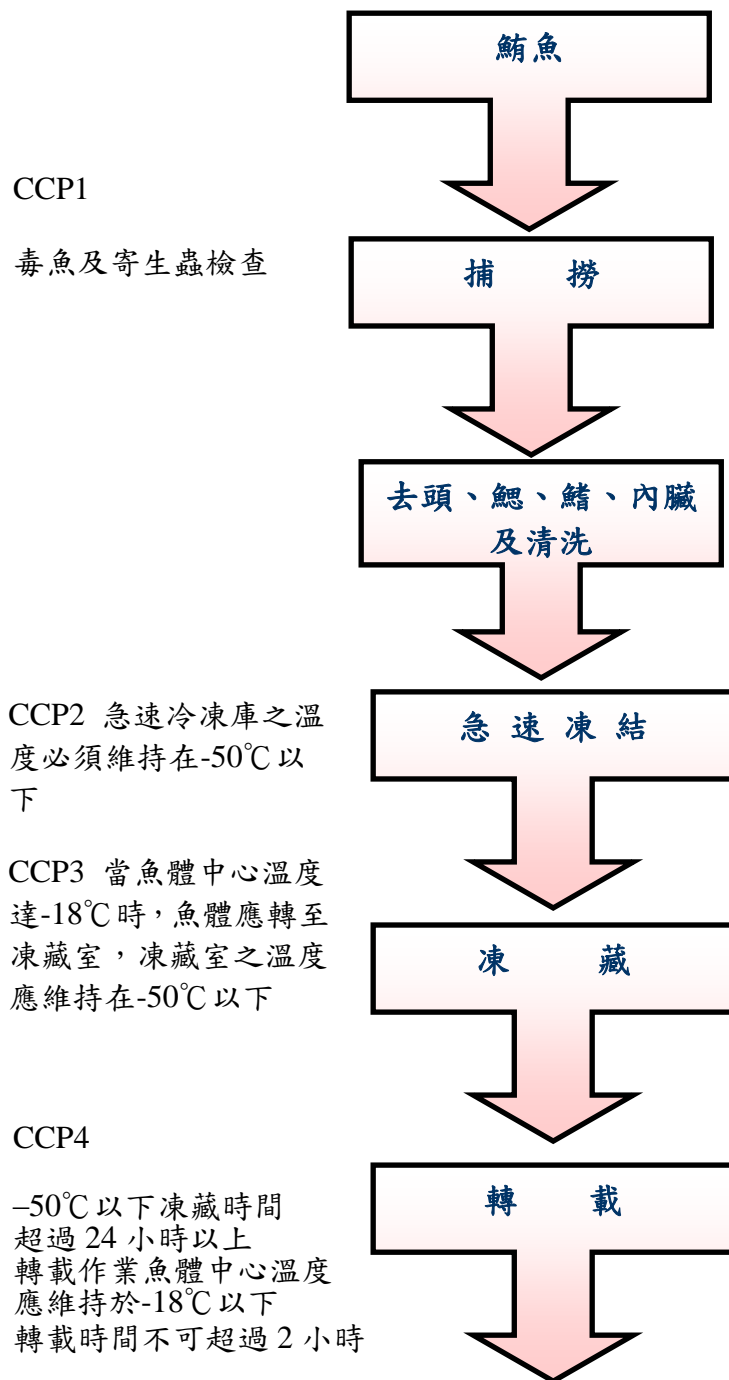 鮪魚
CCP1
毒魚及寄生蟲檢查
捕 撈
去頭、鰓、鰭、內臟
及清洗
CCP2 急速冷凍庫之溫
度必須維持在-50℃以
下
急 速 凍 結
CCP3 當魚體中心溫度
達-18℃時，魚體應轉至
凍藏室，凍藏室之溫度
應維持在-50℃以下
凍 藏
CCP4
–50℃以下凍藏時間
超過 24 小時以上
轉載作業魚體中心溫度
應維持於-18℃以下
轉載時間不可超過 2 小時
轉 載